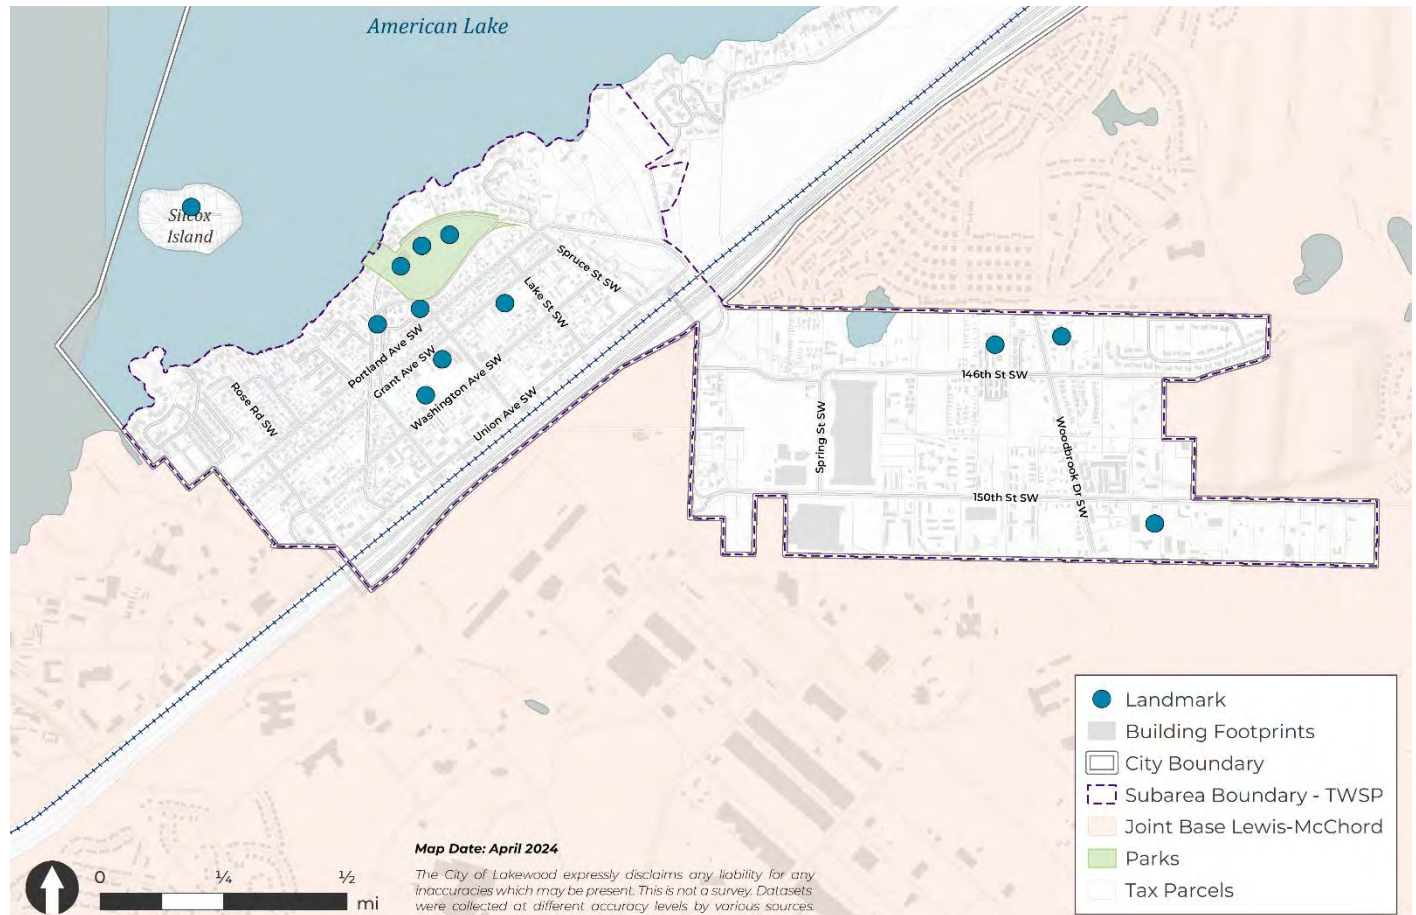 American Lake
Silcox
Island
Spruce St SW
Lake St SW
Portland Ave SW
Grant Ave SW
Washington Ave SW
Union Ave SW
Rose Rd SW
146th St SW
Spring St SW
Woodbrook Dr SW
150th St SW
Landmark
Building Footprints
City Boundary
Subarea Boundary - TWSP
Joint Base Lewis-McChord
Parks
Tax Parcels
0 ¼ ½
mi
Map Date: April 2024
The City of Lakewood expressly disclaims any liability for any
inaccuracies which may be present. This is not a survey. Datasets
were collected at different accuracy levels by various sources.